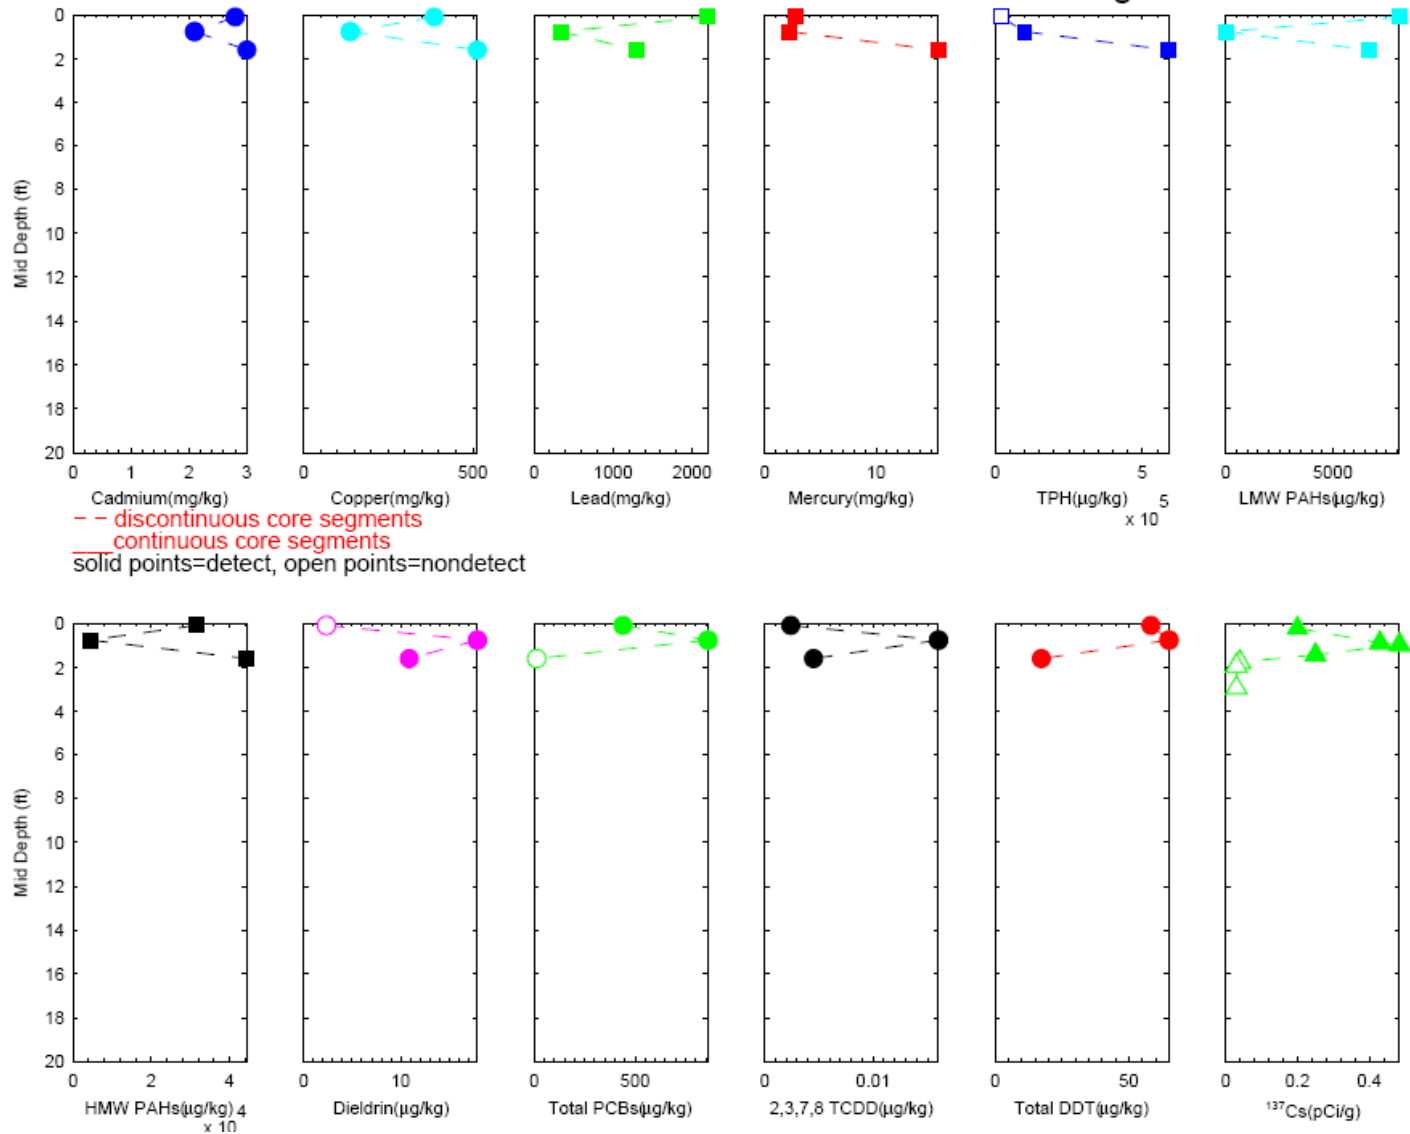 0
2
4
6
8
10
12
14
16
18
20
Mid Depth (ft)
0 1 2 3
Cadmium(mg/kg)
0 500
Copper(mg/kg)
0 1000 2000
Lead(mg/kg)
0 10
Mercury(mg/kg)
0 5
TPH(µg/kg) 5
x 10
0 5000
LMW PAHs(µg/kg)
-- discontinuous core segments
___continuous core segments
solid points=detect, open points=nondetect
0
2
4
6
8
10
12
14
16
18
20
Mid Depth (ft)
0 2 4
HMW PAHs(µg/kg) 4
x 10
0 10
Dieldrin(µg/kg)
0 500
Total PCBs(µg/kg)
0 0.01
2,3,7,8 TCDD(µg/kg)
0 50
Total DDT(µg/kg)
0 0.2 0.4
137Cs(pCi/g)